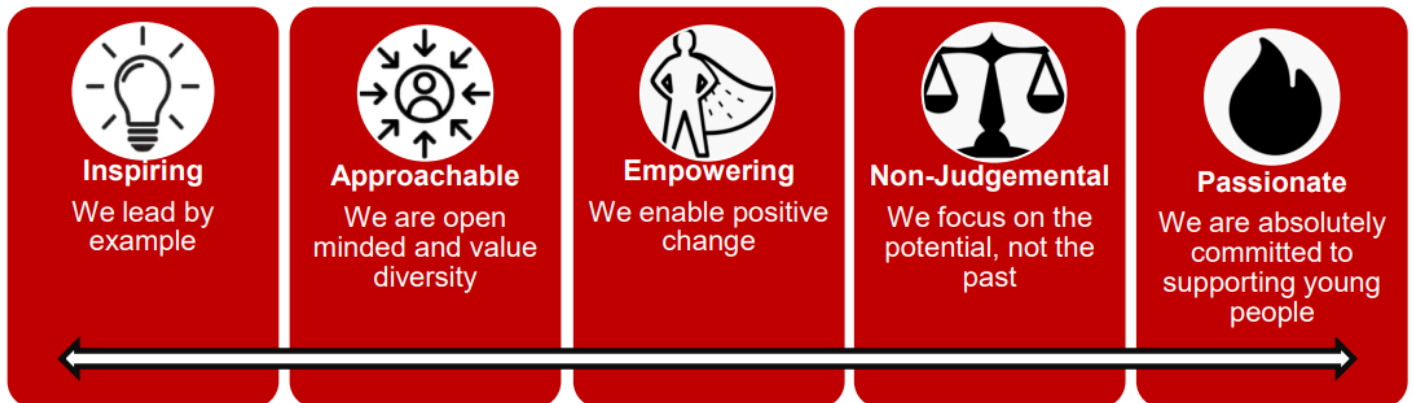 Inspiring
We lead by
example
Approachable
We are open
minded and value
diversity
Empowering
We enable positive
change
Non-Judgemental
We focus on the
potential, not the
past
Passionate
We are absolutely
committed to
supporting young
people